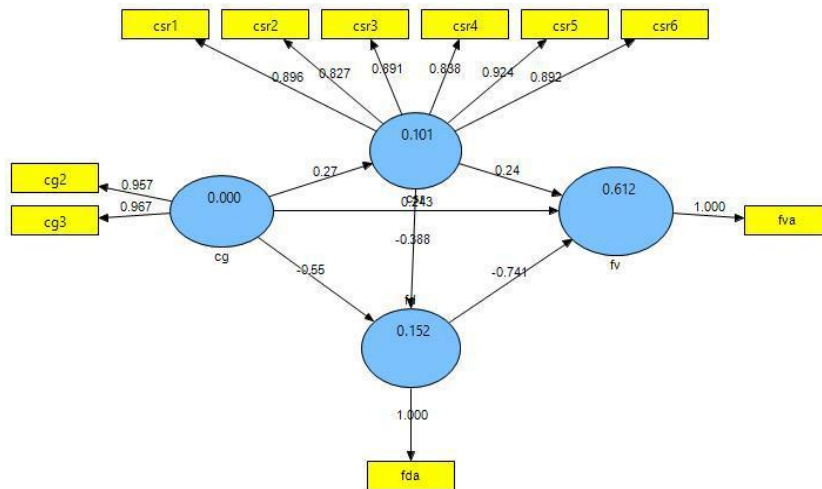 csr1 csr2 csr3 csr4 csr5 csr6
0.896 0.827 0.891 0.838 0.924 0.892
0.101
cg2 0.957 0.27 0.24 0.612
cg3 0.967 0.000 0.243 1.000 fva
cg -0.388 fv
-0.55 -0.741
0.152
1.000
fda